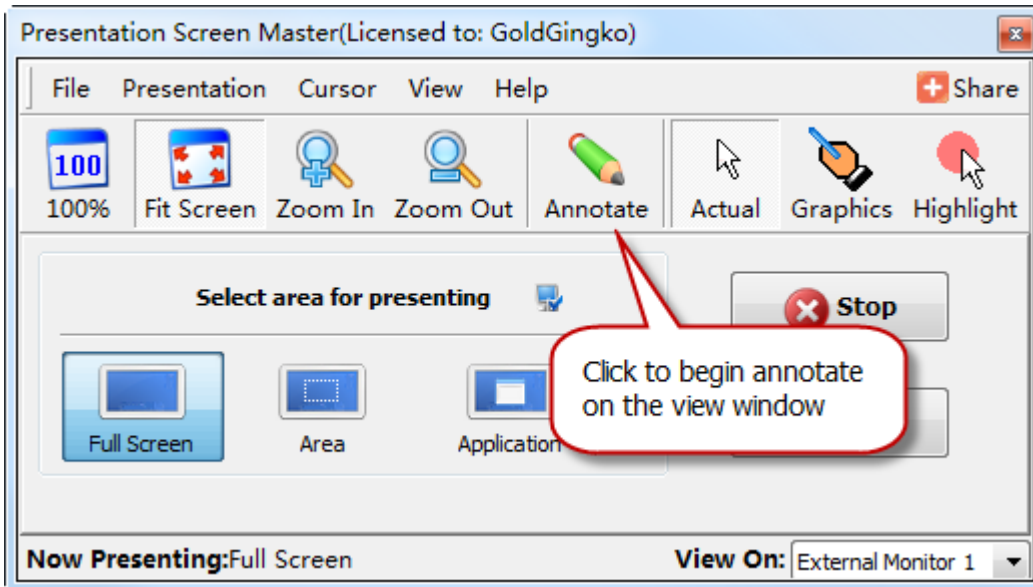 Presentation Screen Master(Licensed to: GoldGingko)
File Presentation Cursor View Help Share
100
100% Fit Screen Zoom In Zoom Out Annotate Actual Graphics Highlight
Select area for presenting
Stop
Click to begin annotate
on the view window
Full Screen Area Application
Now Presenting:Full Screen View On: External Monitor 1